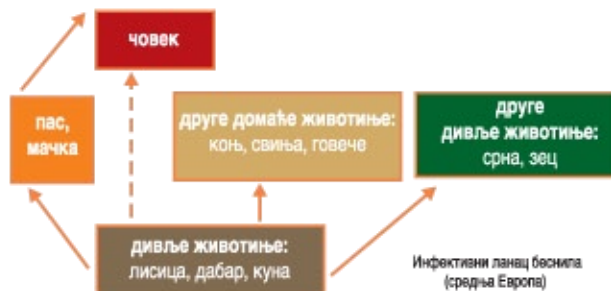 човек
пас,
мачка
друге домаће животиње:
коњ, свиња, говече
друге
дивље животиње:
срна, зец
дивље животиње:
лисица, дабар, куна
Инфективни ланац беснила
(средња Европа)